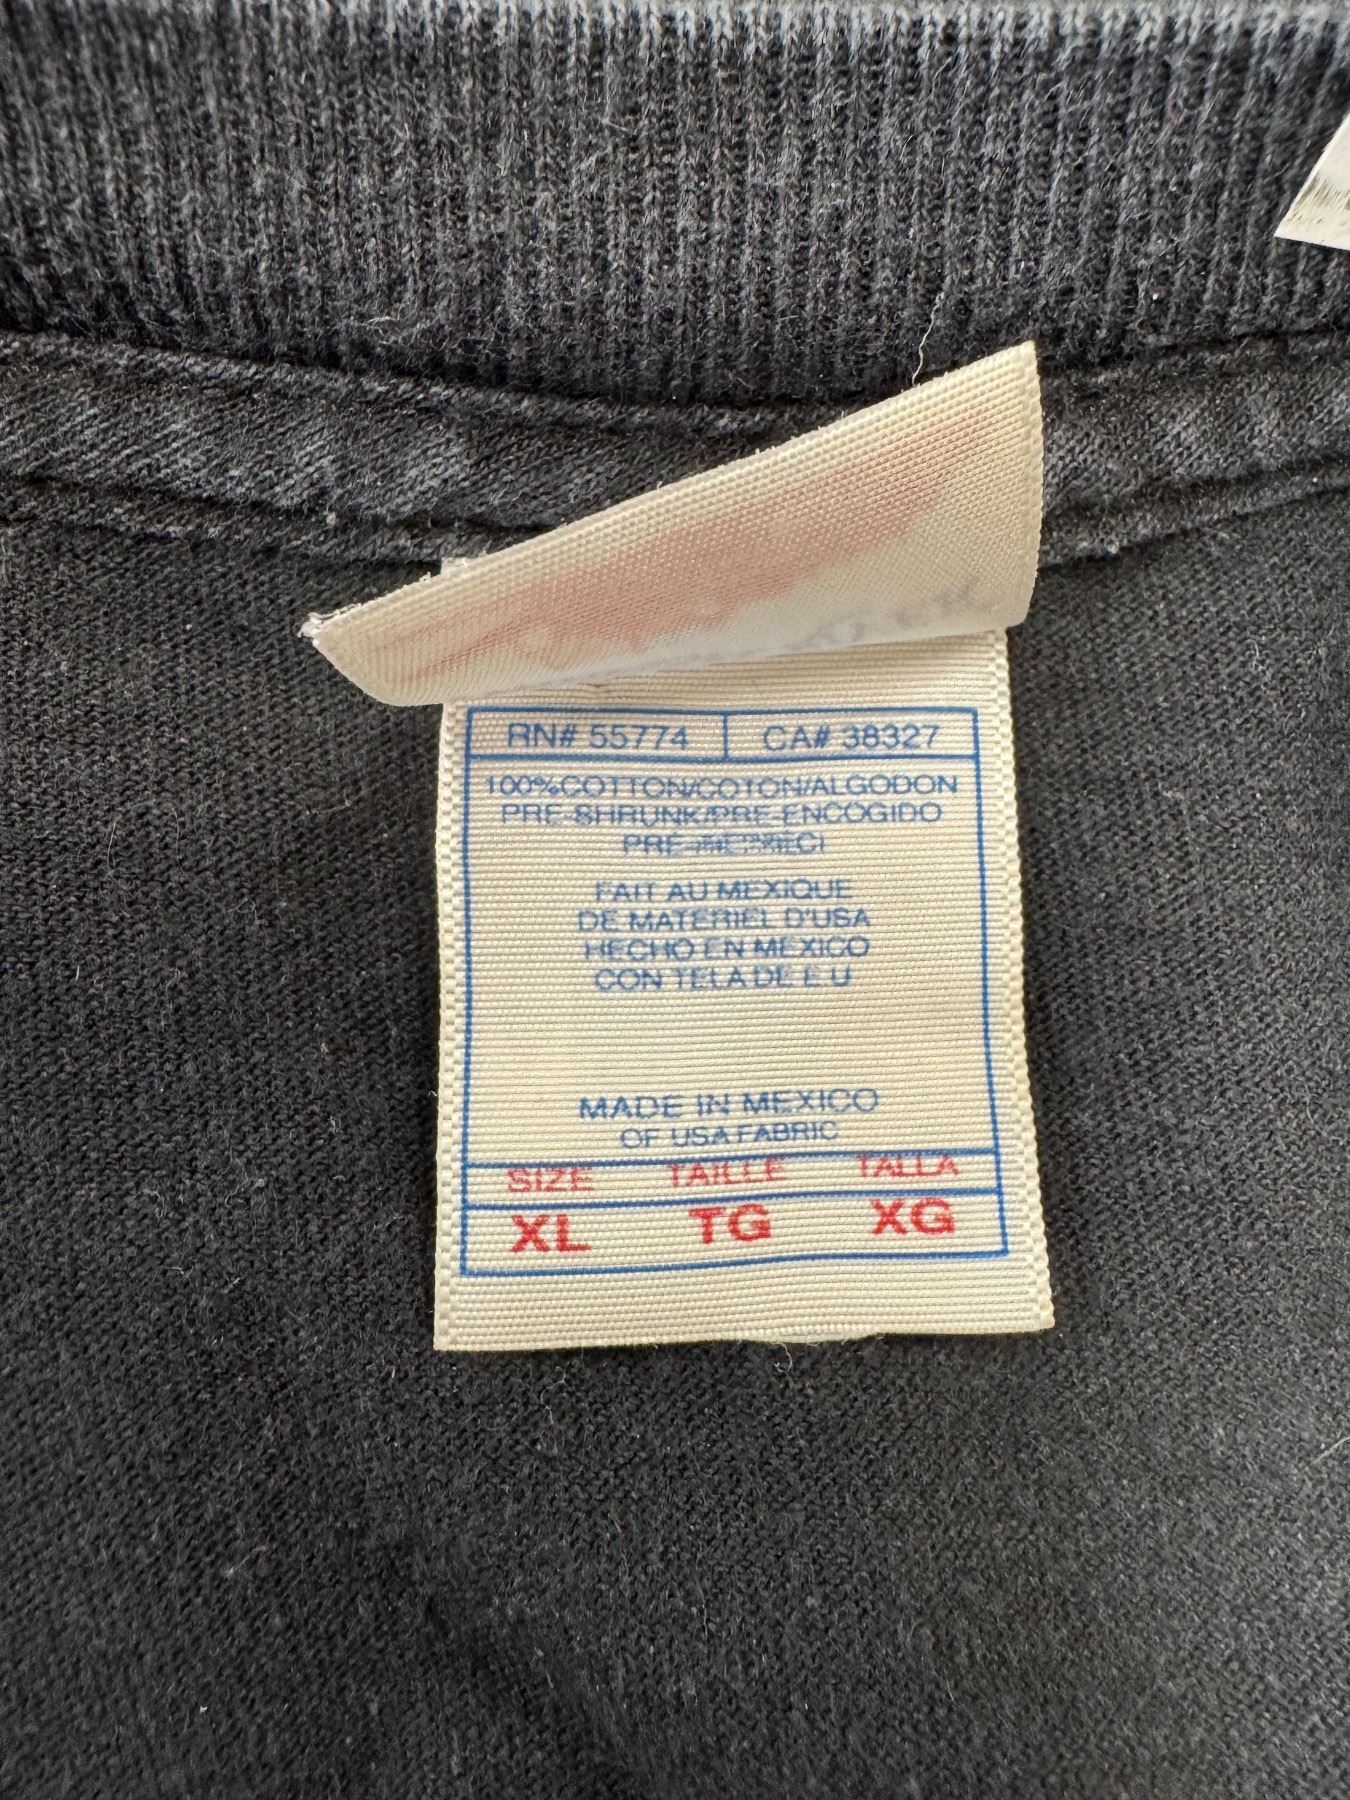 RN# 55774 CA# 38327
100%COTTON/COTON/ALGODON
PRE-SHRUNK/PRE-ENCOGIDO
FAIT AU MEXIQUE
DE MATERIEL D'USA
HECHO EN MEXICO
CON TELA DE E U
MADE IN MEXICO
OF USA FABRIC
SIZE TAILLE TALLA
XL TG XG